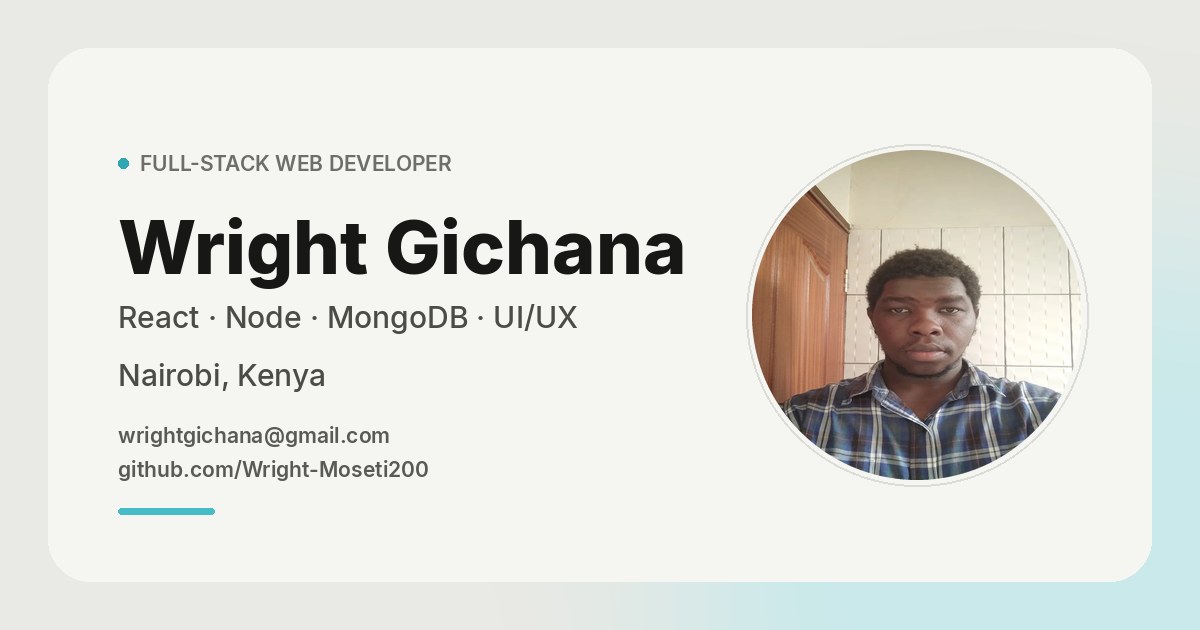 FULL-STACK WEB DEVELOPER
Wright Gichana
React · Node · MongoDB · UI/UX
Nairobi, Kenya
wrightgichana@gmail.com
github.com/Wright-Moseti200